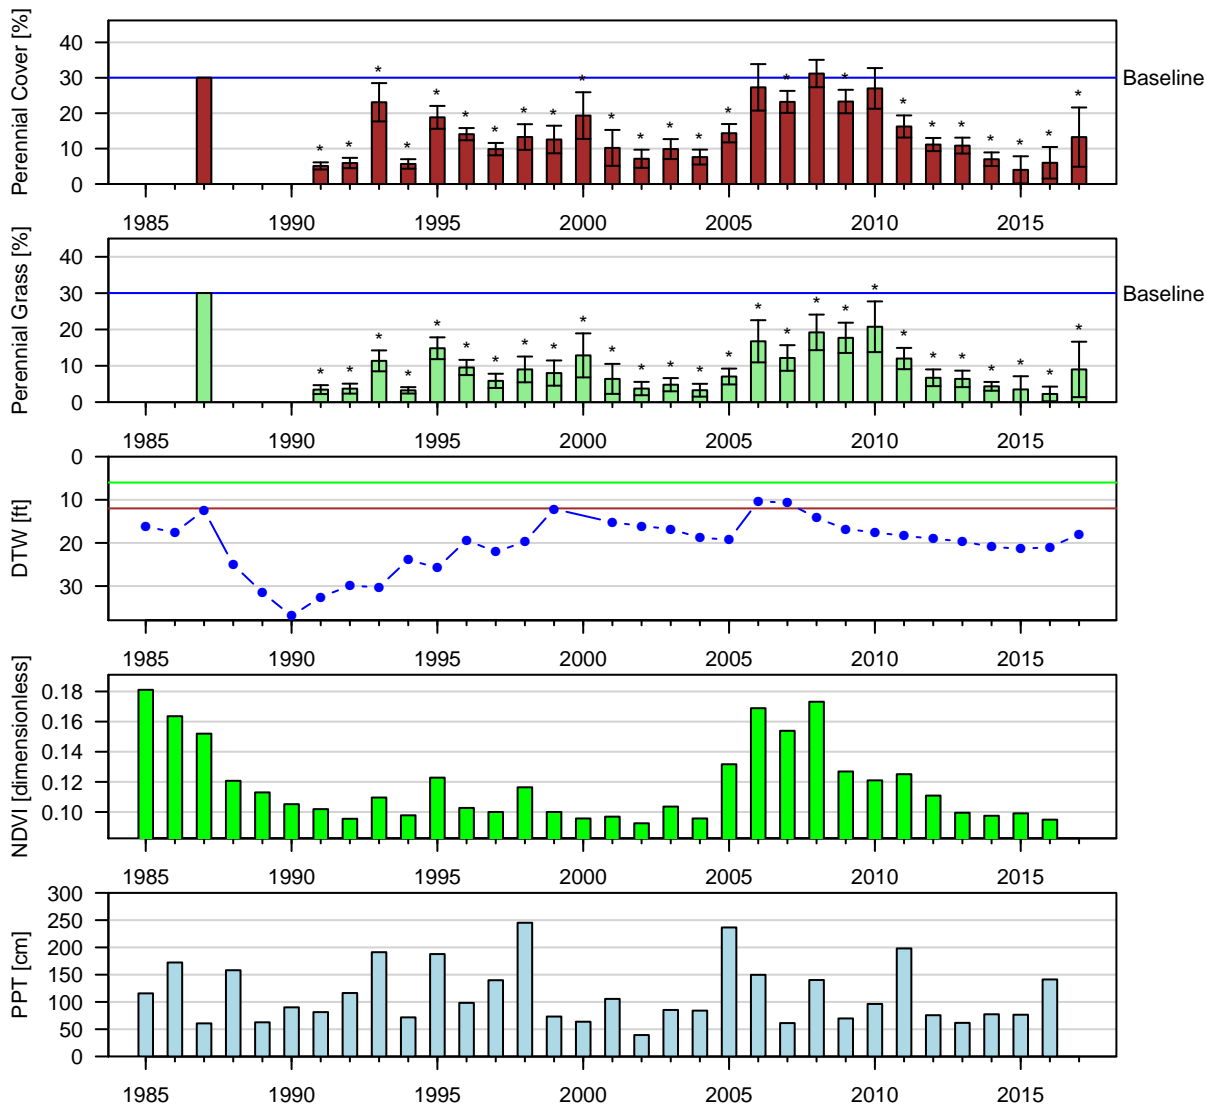 Perennial Cover [%]
40
30
20
10
0
Baseline
* * * * * * * * * * * * * * * * * * * * * * * *
1985 1990 1995 2000 2005 2010 2015
Perennial Grass [%]
40
30
20
10
0
Baseline
* * * * * * * * * * * * * * * * * * * * * * * * * * *
1985 1990 1995 2000 2005 2010 2015
DTW [ft]
0
10
20
30
1985 1990 1995 2000 2005 2010 2015
NDVI [dimensionless]
0.18
0.16
0.14
0.12
0.10
1985 1990 1995 2000 2005 2010 2015
PPT [cm]
300
250
200
150
100
50
0
1985 1990 1995 2000 2005 2010 2015